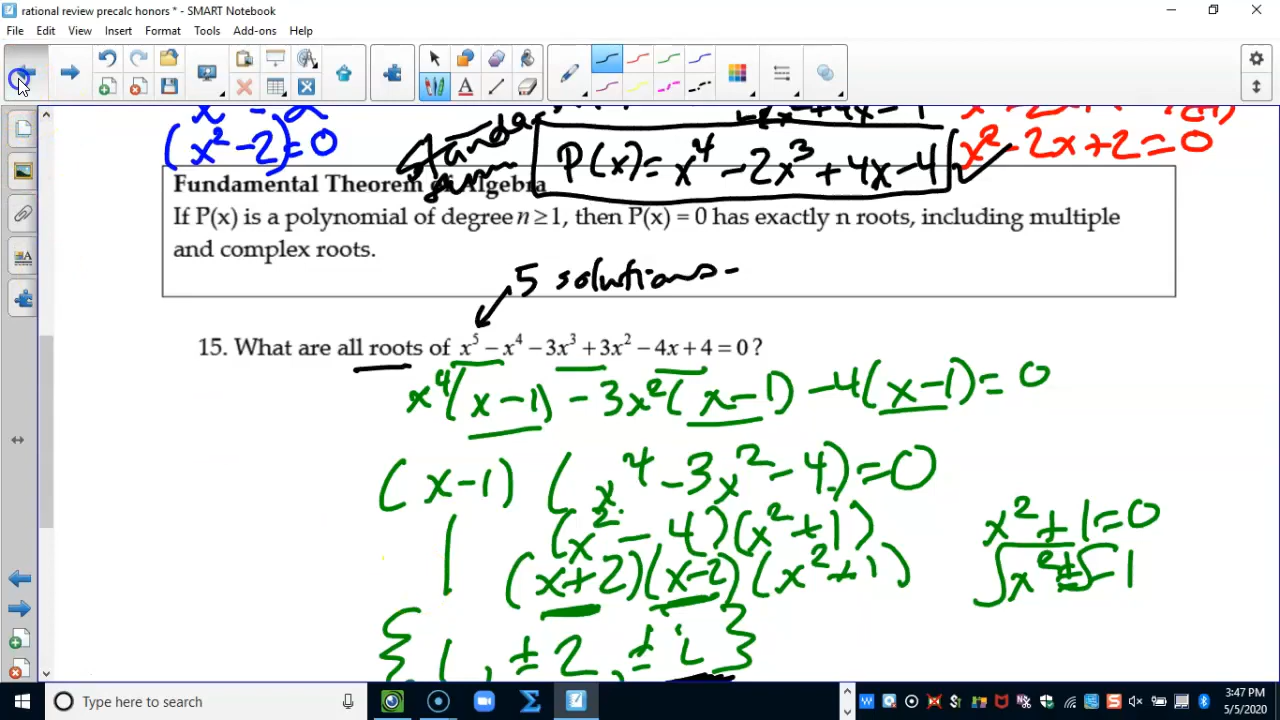 rational review precalc honors * - SMART Notebook
File Edit View Insert Format Tools Add-ons Help
(x² - 2) = 0
Standard form
P(x) = x⁴ - 2x³ + 4x - 4
x² - 2x + 2 = 0
Fundamental Theorem of Algebra
If P(x) is a polynomial of degree n ≥ 1, then P(x) = 0 has exactly n roots, including multiple
and complex roots.
5 solutions -
15. What are all roots of x⁵ - x⁴ - 3x³ + 3x² - 4x + 4 = 0?
x⁴(x - 1) - 3x²(x - 1) - 4(x - 1) = 0
(x - 1) (x⁴ - 3x² - 4) = 0
(x² - 4)(x² + 1)
(x + 2)(x - 2)(x² + 1)
x² + 1 = 0
{ 1, ± 2, ± i }
Type here to search
3:47 PM
5/5/2020